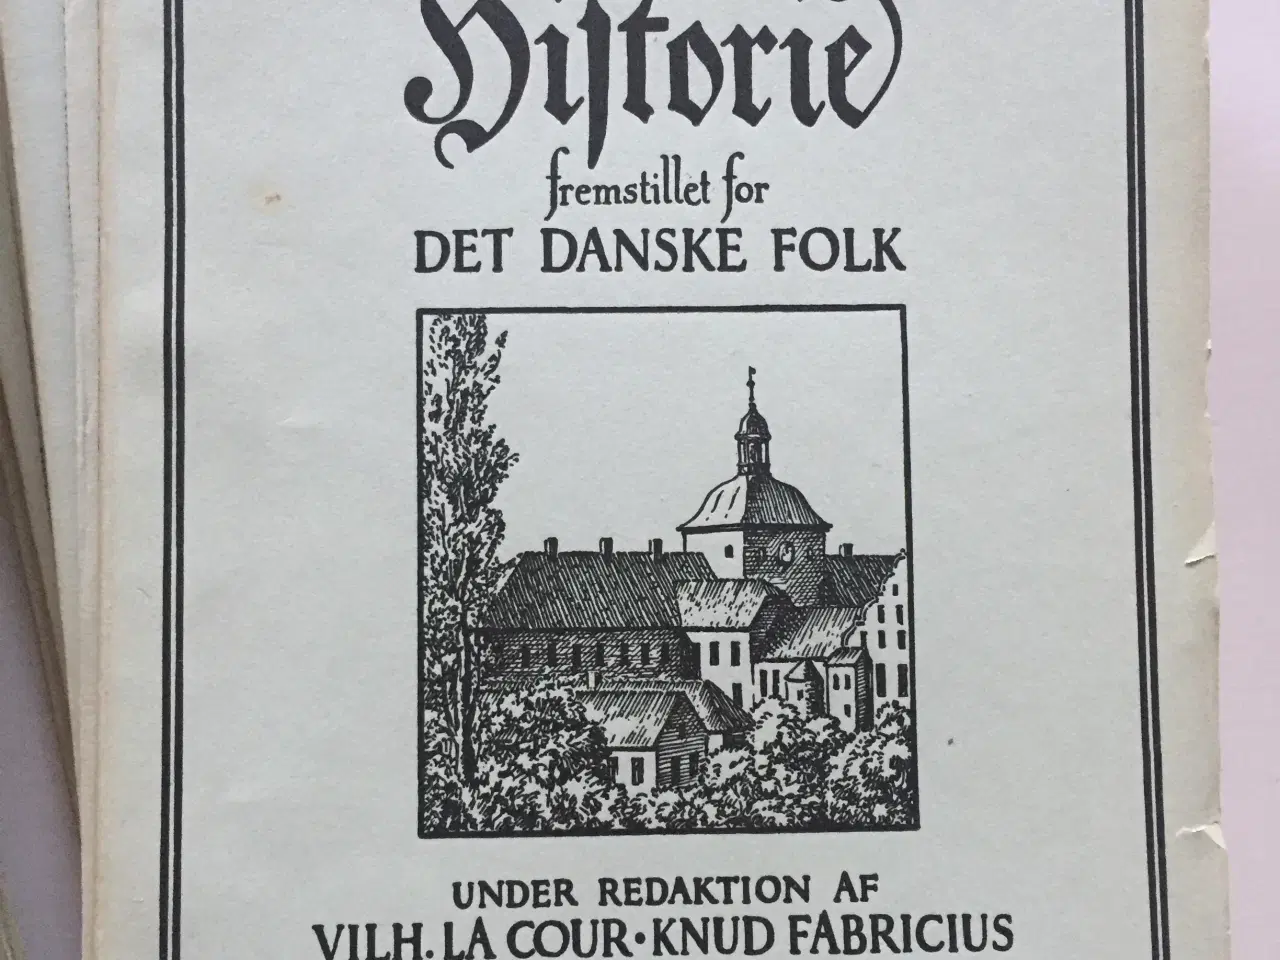 Historie
fremstillet for
DET DANSKE FOLK
UNDER REDAKTION AF
VILH. LA COUR • KNUD FABRICIUS